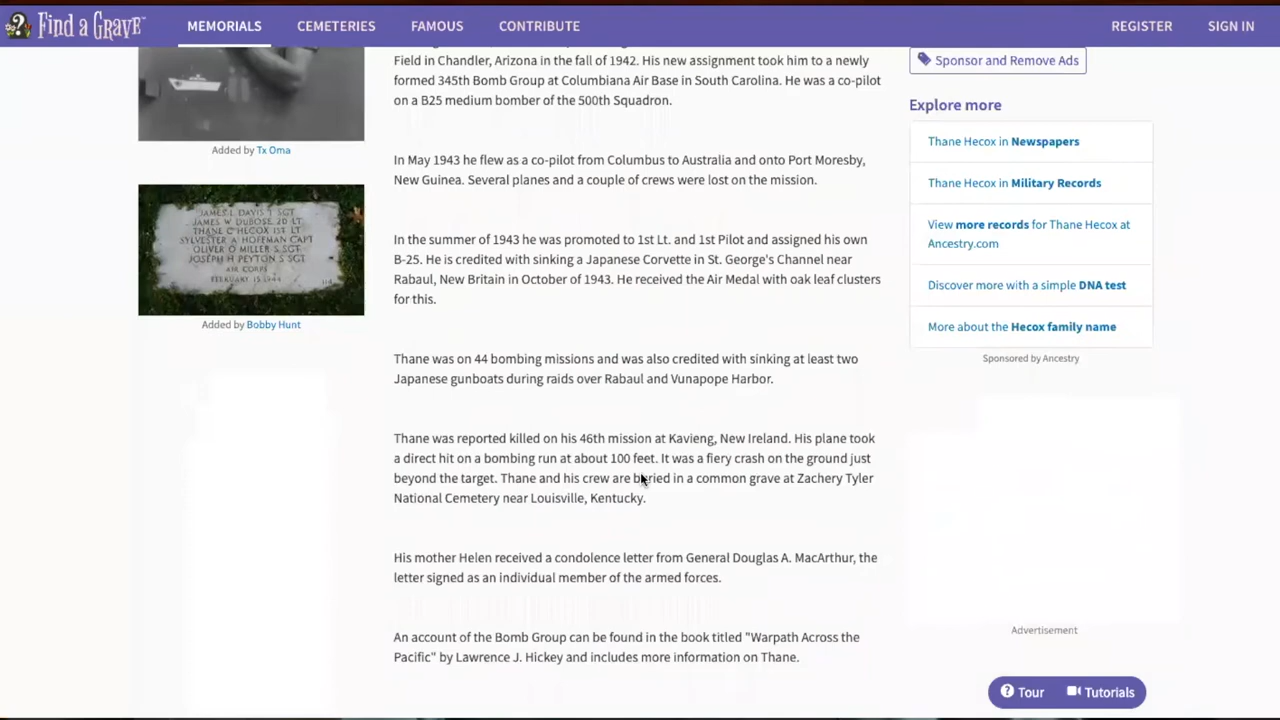 Find a Grave
MEMORIALS
CEMETERIES
FAMOUS
CONTRIBUTE
REGISTER
SIGN IN
Added by Tx Oma
JAMES L DAVIS T SGT
JAMES W DUBOSE 2D LT
THANE C HECOX 1ST LT
SYLVESTER A HOFFMAN CAPT
OLIVER O MILLER S SGT
JOSEPH H PEYTON S SGT
AIR CORPS
FEBRUARY 15 1944
Added by Bobby Hunt
Field in Chandler, Arizona in the fall of 1942. His new assignment took him to a newly
formed 345th Bomb Group at Columbiana Air Base in South Carolina. He was a co-pilot
on a B25 medium bomber of the 500th Squadron.
In May 1943 he flew as a co-pilot from Columbus to Australia and onto Port Moresby,
New Guinea. Several planes and a couple of crews were lost on the mission.
In the summer of 1943 he was promoted to 1st Lt. and 1st Pilot and assigned his own
B-25. He is credited with sinking a Japanese Corvette in St. George's Channel near
Rabaul, New Britain in October of 1943. He received the Air Medal with oak leaf clusters
for this.
Thane was on 44 bombing missions and was also credited with sinking at least two
Japanese gunboats during raids over Rabaul and Vunapope Harbor.
Thane was reported killed on his 46th mission at Kavieng, New Ireland. His plane took
a direct hit on a bombing run at about 100 feet. It was a fiery crash on the ground just
beyond the target. Thane and his crew are buried in a common grave at Zachery Tyler
National Cemetery near Louisville, Kentucky.
His mother Helen received a condolence letter from General Douglas A. MacArthur, the
letter signed as an individual member of the armed forces.
An account of the Bomb Group can be found in the book titled "Warpath Across the
Pacific" by Lawrence J. Hickey and includes more information on Thane.
Sponsor and Remove Ads
Explore more
Thane Hecox in Newspapers
Thane Hecox in Military Records
View more records for Thane Hecox at
Ancestry.com
Discover more with a simple DNA test
More about the Hecox family name
Sponsored by Ancestry
Advertisement
Tour
Tutorials